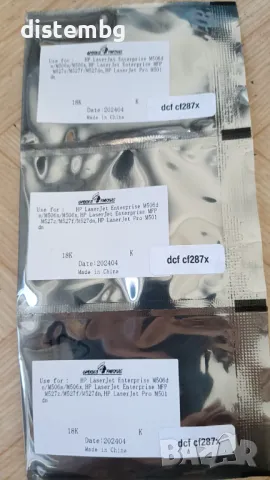 distembg
Use for: HP LaserJet Enterprise M506d
n/M506n/M506x,HP LaserJet Enterprise MFP
M527c/M527f/M527dn,HP LaserJet Pro M501
dn
18K K
Date:202404
Made in China
dcf cf287x
Use for: HP LaserJet Enterprise M506d
n/M506n/M506x,HP LaserJet Enterprise MFP
M527c/M527f/M527dn,HP LaserJet Pro M501
dn
18K K
Date:202404
Made in China
dcf cf287x
Use for: HP LaserJet Enterprise M506d
n/M506n/M506x,HP LaserJet Enterprise MFP
M527c/M527f/M527dn,HP LaserJet Pro M501
dn
18K K
Date:202404
Made in China
dcf cf287x
bazar